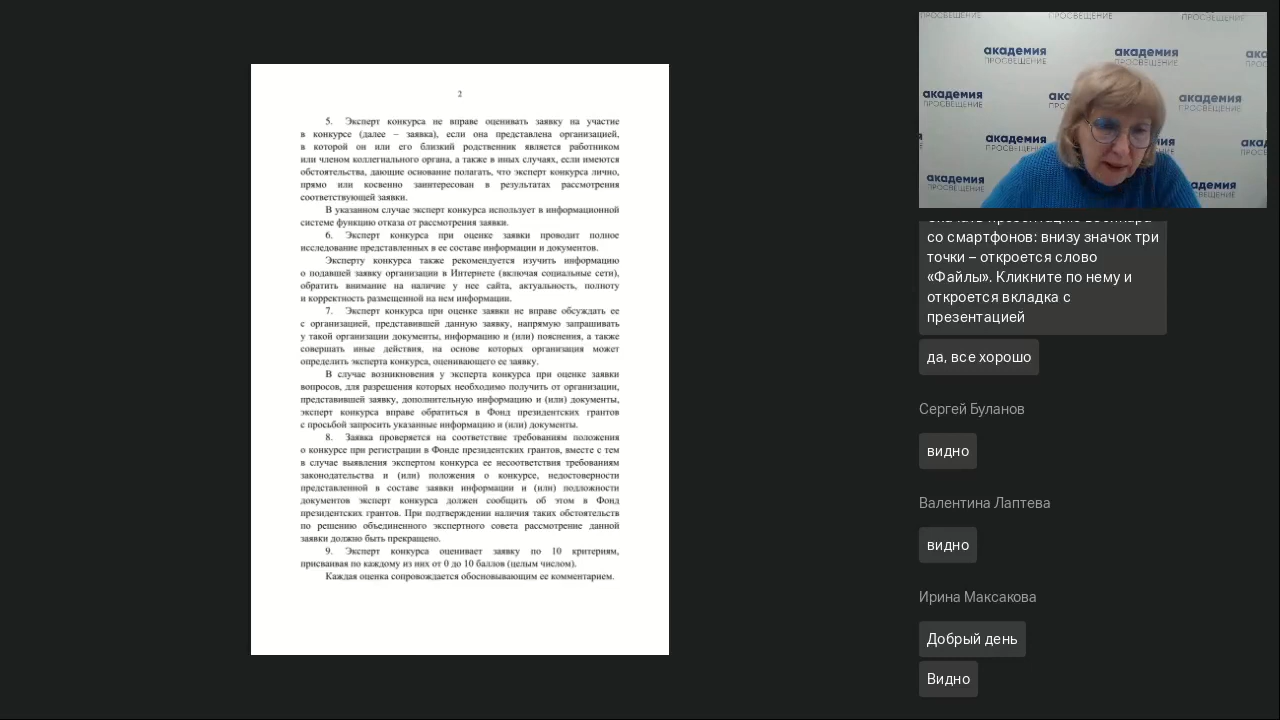 2
5. Эксперт конкурса не вправе оценивать заявку на участие
в конкурсе (далее – заявка), если она представлена организацией,
в которой он или его близкий родственник является работником
или членом коллегиального органа, а также в иных случаях, если имеются
обстоятельства, дающие основание полагать, что эксперт конкурса лично,
прямо или косвенно заинтересован в результатах рассмотрения
соответствующей заявки.
В указанном случае эксперт конкурса использует в информационной
системе функцию отказа от рассмотрения заявки.
6. Эксперт конкурса при оценке заявки проводит полное
исследование представленных в ее составе информации и документов.
Эксперту конкурса также рекомендуется изучить информацию
о подавшей заявку организации в Интернете (включая социальные сети),
обратить внимание на наличие у нее сайта, актуальность, полноту
и корректность размещенной на нем информации.
7. Эксперт конкурса при оценке заявки не вправе обсуждать ее
с организацией, представившей данную заявку, напрямую запрашивать
у такой организации документы, информацию и (или) пояснения, а также
совершать иные действия, на основе которых организация может
определить эксперта конкурса, оценивающего ее заявку.
В случае возникновения у эксперта конкурса при оценке заявки
вопросов, для разрешения которых необходимо получить от организации,
представившей заявку, дополнительную информацию и (или) документы,
эксперт конкурса вправе обратиться в Фонд президентских грантов
с просьбой запросить указанные информацию и (или) документы.
8. Заявка проверяется на соответствие требованиям положения
о конкурсе при регистрации в Фонде президентских грантов, вместе с тем
в случае выявления экспертом конкурса ее несоответствия требованиям
законодательства и (или) положения о конкурсе, недостоверности
представленной в составе заявки информации и (или) подложности
документов эксперт конкурса должен сообщить об этом в Фонд
президентских грантов. При подтверждении наличия таких обстоятельств
по решению объединенного экспертного совета рассмотрение данной
заявки должно быть прекращено.
9. Эксперт конкурса оценивает заявку по 10 критериям,
присваивая по каждому из них от 0 до 10 баллов (целым числом).
Каждая оценка сопровождается обосновывающим ее комментарием.
академия
ПРОСВЕЩЕНИЕ
академия
ПРОСВЕЩЕНИЕ
академия
ПРОСВЕЩЕНИЕ
академия
ПРОСВЕЩЕНИЕ
академия
ПРОСВЕЩЕНИЕ
академия
ПРОСВЕЩЕНИЕ
со смартфонов: внизу значок три
точки – откроется слово
«Файлы». Кликните по нему и
откроется вкладка с
презентацией
да, все хорошо
Сергей Буланов
видно
Валентина Лаптева
видно
Ирина Максакова
Добрый день
Видно